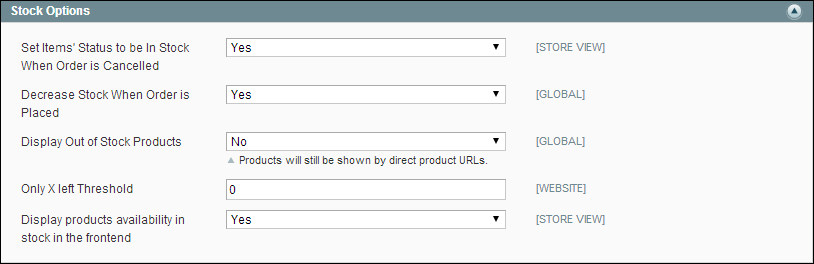 Stock Options
Set Items' Status to be In Stock
When Order is Cancelled
Yes
[STORE VIEW]
Decrease Stock When Order is
Placed
Yes
[GLOBAL]
Display Out of Stock Products
No
[GLOBAL]
Products will still be shown by direct product URLs.
Only X left Threshold
0
[WEBSITE]
Display products availability in
stock in the frontend
Yes
[STORE VIEW]